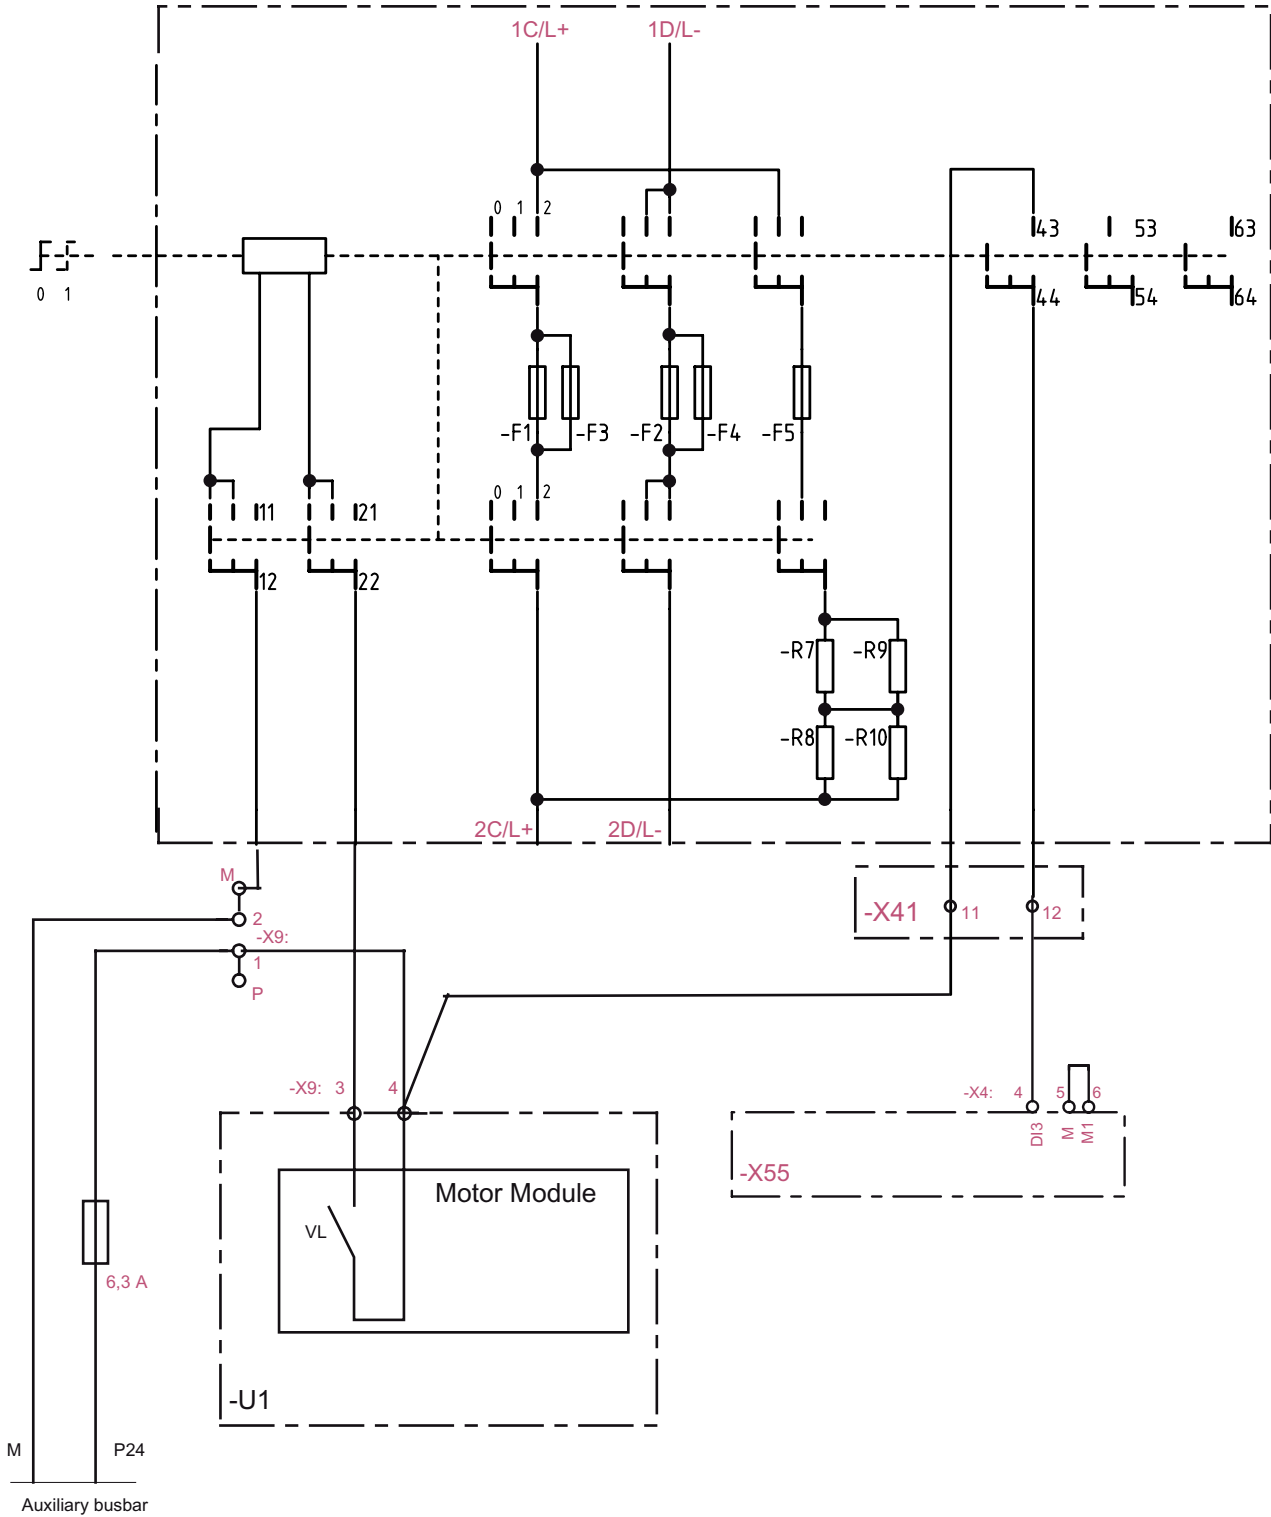 1C/L+ 1D/L-
0 1 2
43 53 63
0 1
44 54 64
-F1 -F3 -F2 -F4 -F5
0 1 2
11 21
12 22
-R7 -R9
-R8 -R10
2C/L+ 2D/L-
M
2
-X9:
1
P
-X41 11 12
-X9: 3 4
-X4: 4 5 6
DI3 M M1
-X55
Motor Module
VL
6,3 A
-U1
M P24
Auxiliary busbar